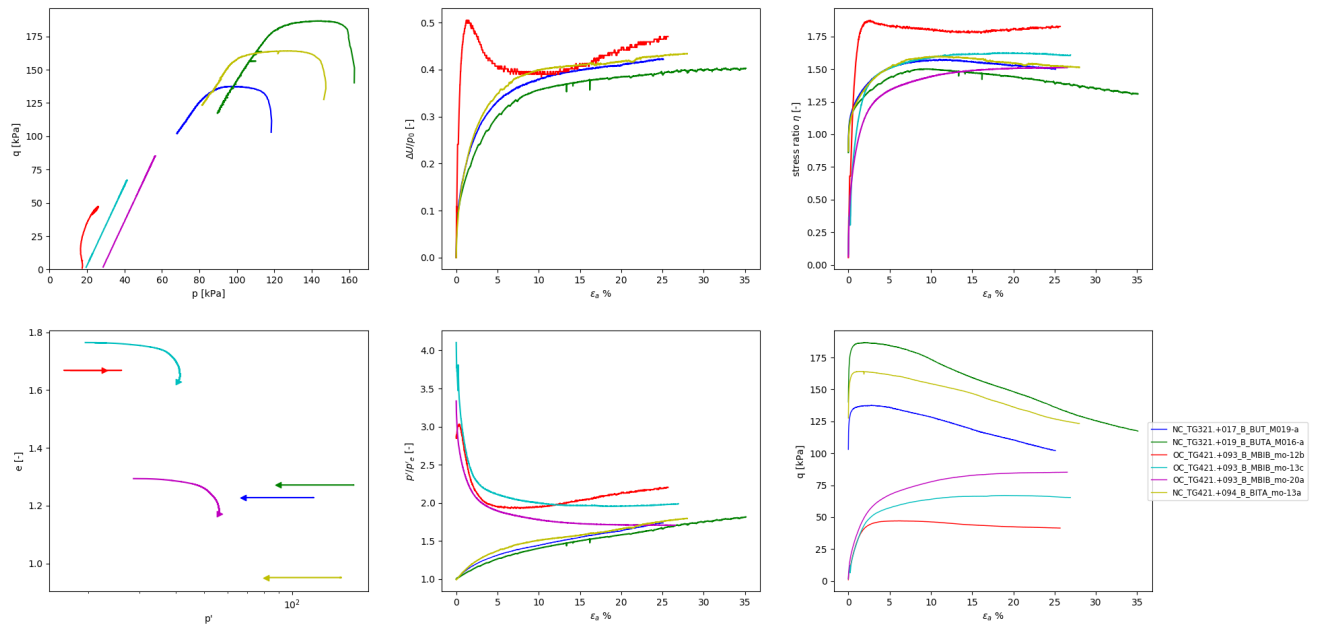 q [kPa]
175
150
125
100
75
50
25
0
0 20 40 60 80 100 120 140 160
p [kPa]
ΔU/p₀ [-]
0.5
0.4
0.3
0.2
0.1
0.0
0 5 10 15 20 25 30 35
εₐ %
stress ratio η [-]
1.75
1.50
1.25
1.00
0.75
0.50
0.25
0.00
0 5 10 15 20 25 30 35
εₐ %
e [-]
1.8
1.6
1.4
1.2
1.0
10²
p'
p'/p'ₑ [-]
4.0
3.5
3.0
2.5
2.0
1.5
1.0
0 5 10 15 20 25 30 35
εₐ %
q [kPa]
175
150
125
100
75
50
25
0
0 5 10 15 20 25 30 35
εₐ %
NC_TG321.+017_B_BUT_M019-a
NC_TG321.+019_B_BUTA_M016-a
OC_TG421.+093_B_MBIB_mo-12b
OC_TG421.+093_B_MBIB_mo-13c
OC_TG421.+093_B_MBIB_mo-20a
NC_TG421.+094_B_BITA_mo-13a